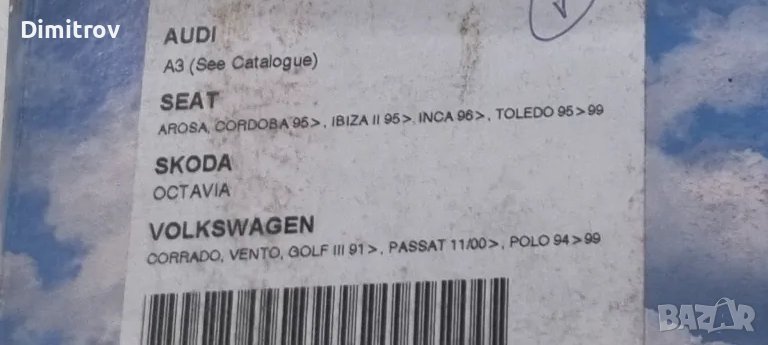 Dimitrov
AUDI
A3 (See Catalogue)
SEAT
AROSA, CORDOBA 95>, IBIZA II 95>, INCA 96>, TOLEDO 95>99
SKODA
OCTAVIA
VOLKSWAGEN
CORRADO, VENTO, GOLF III 91>, PASSAT 11/00>, POLO 94>99
BAZAR